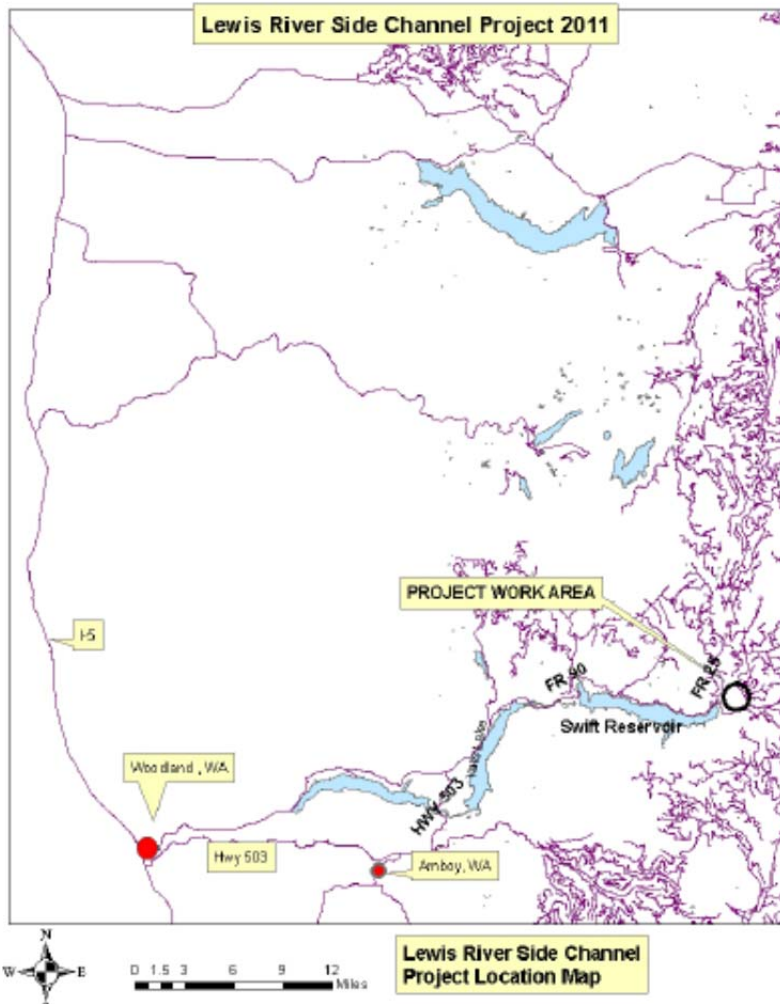 Lewis River Side Channel Project 2011
PROJECT WORK AREA
I-5
FR 25
FR 90
Swift Reservoir
Woodland, WA
HWY 503
Hwy 503
Amboy, WA
N
W
E
0 1.5 3 6 9 12
Miles
Lewis River Side Channel
Project Location Map